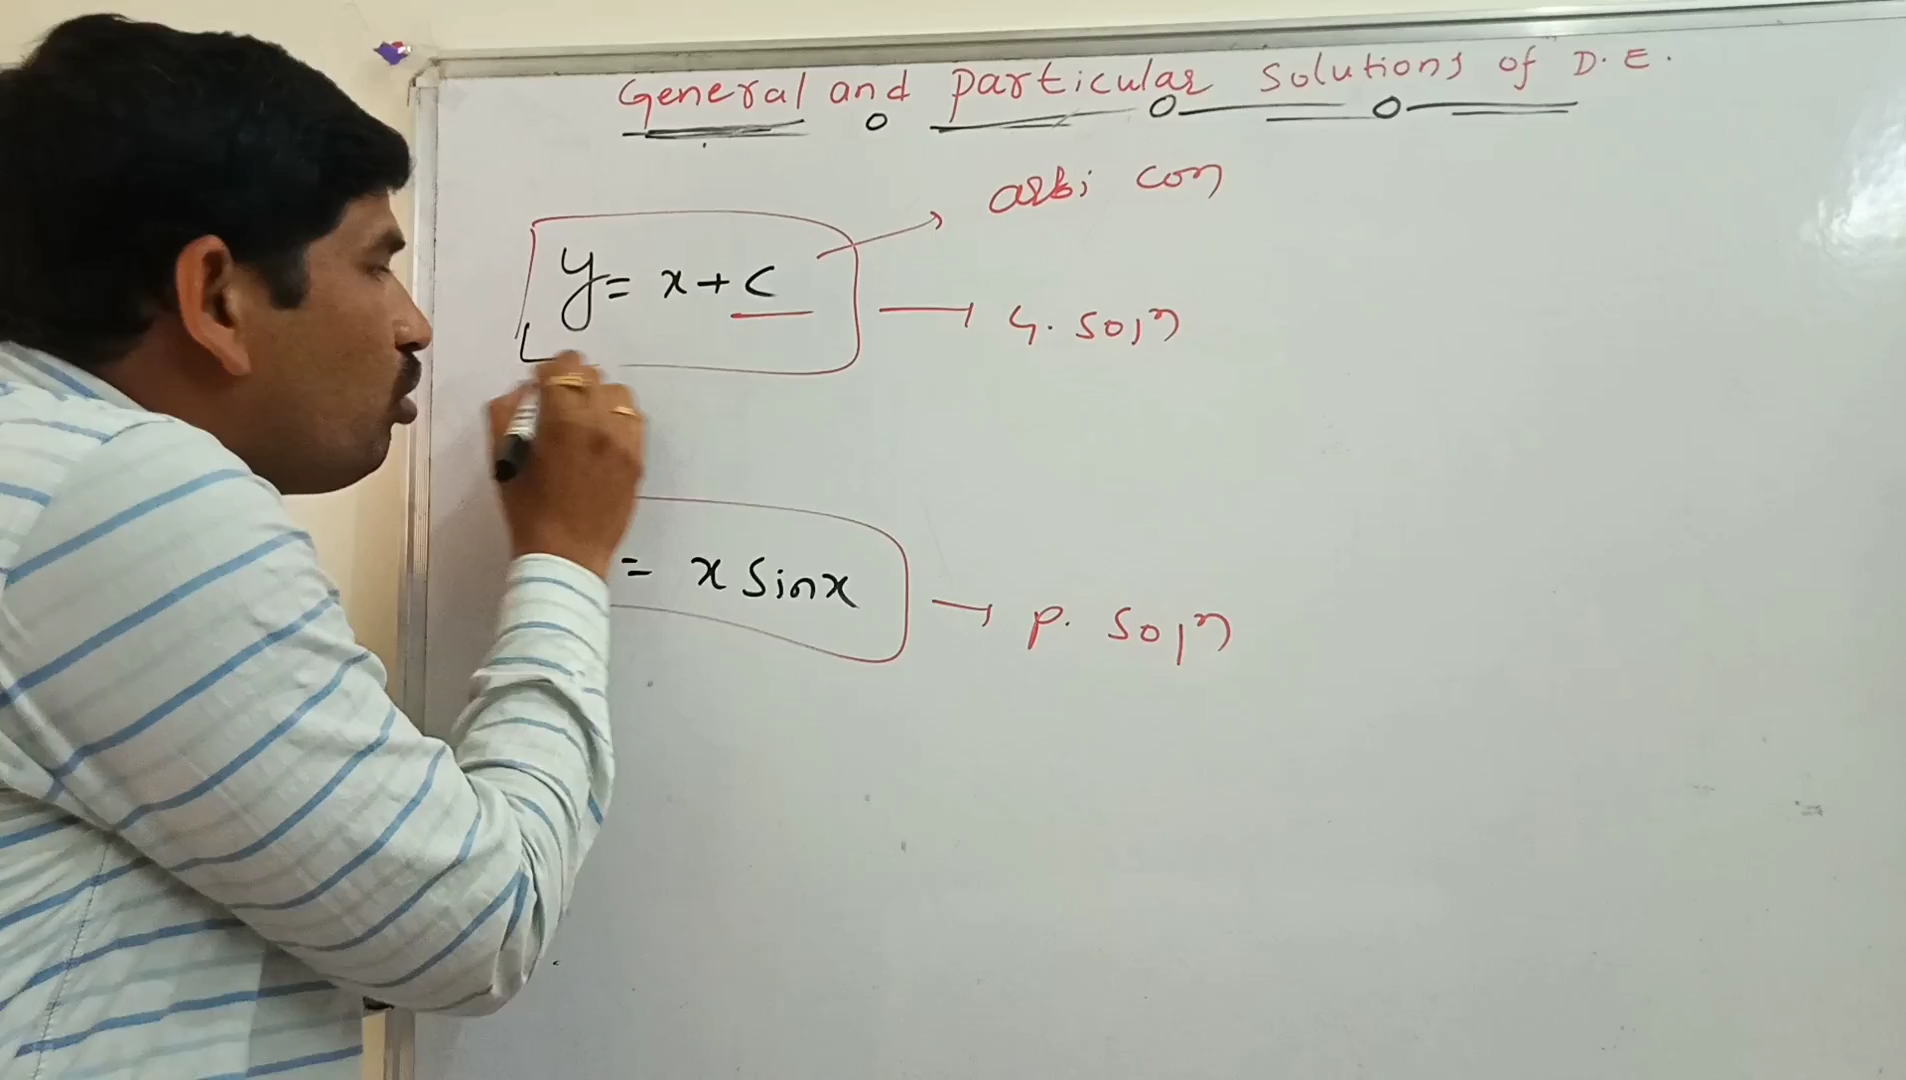 General and particular Solutions of D.E.
arbi con
y = x + c
G. Soln
= x Sinx
P. Soln